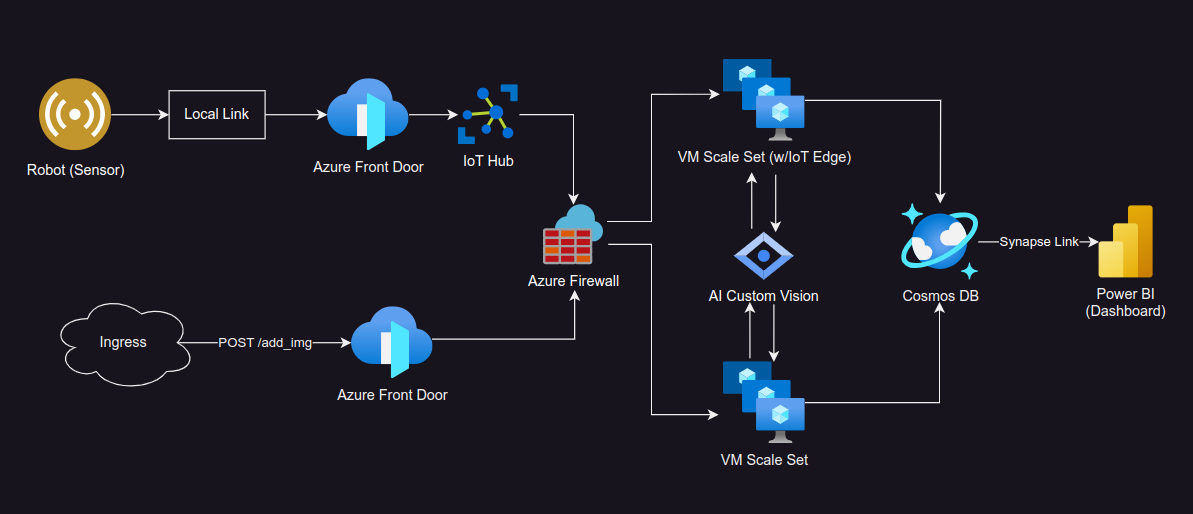 Robot (Sensor)
Local Link
Azure Front Door
IoT Hub
Azure Firewall
Ingress
POST /add_img
Azure Front Door
VM Scale Set (w/IoT Edge)
AI Custom Vision
VM Scale Set
Cosmos DB
Synapse Link
Power BI
(Dashboard)